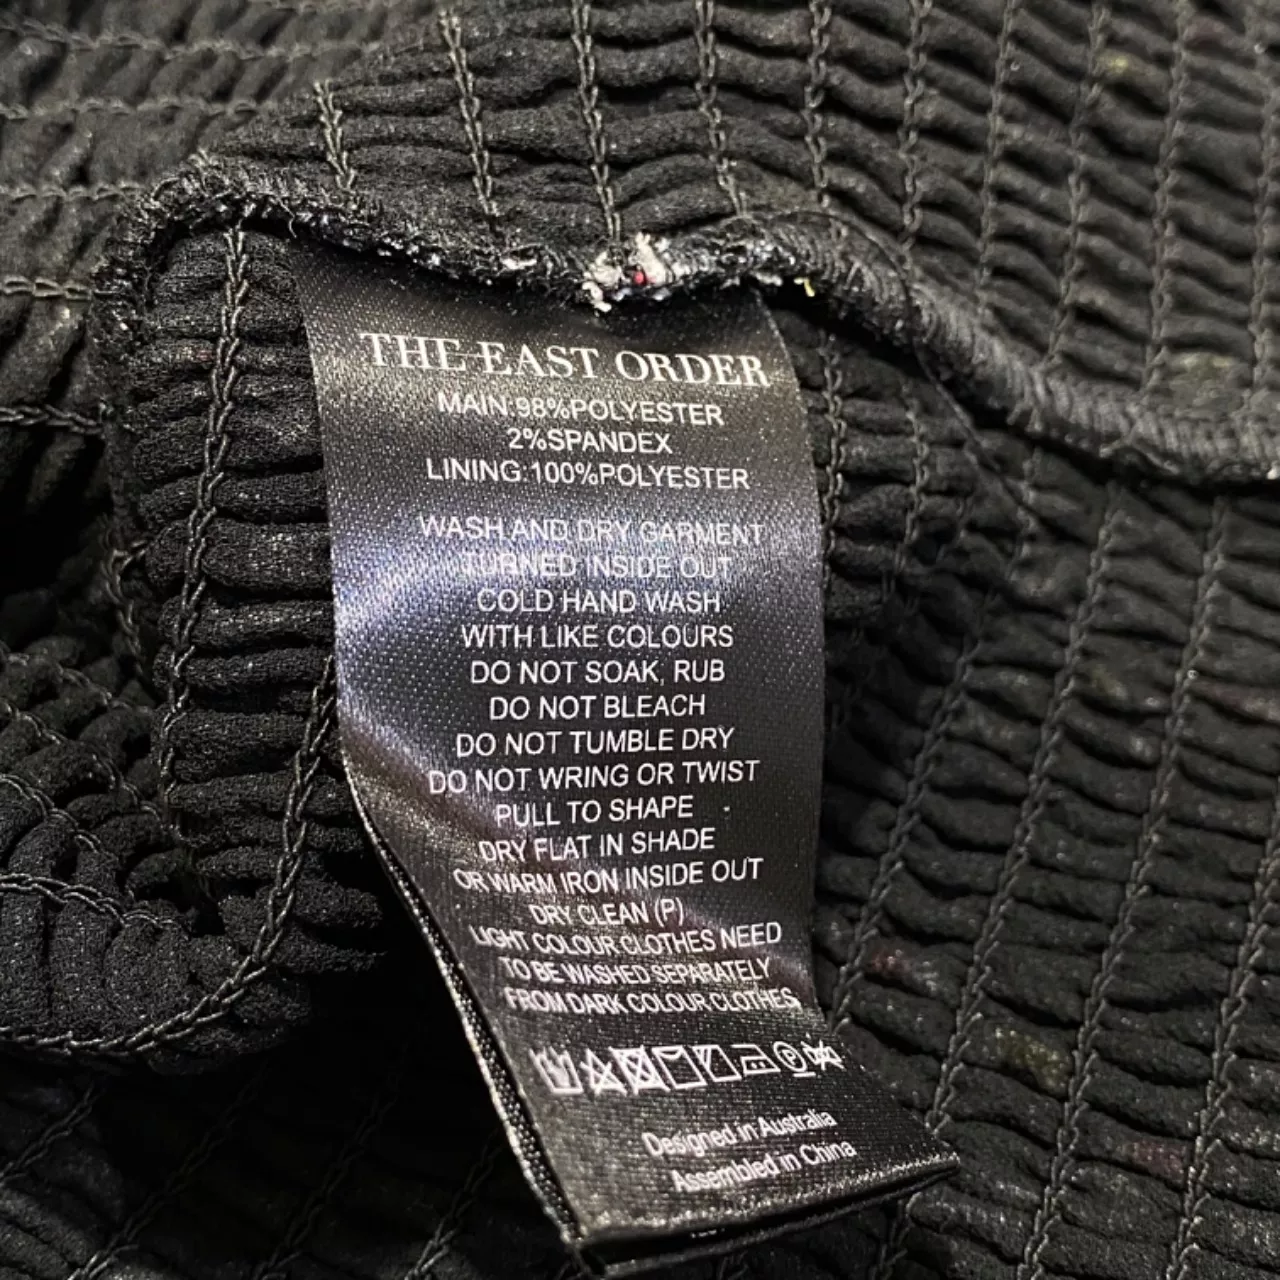 THE EAST ORDER
MAIN:98%POLYESTER
2%SPANDEX
LINING:100%POLYESTER
WASH AND DRY GARMENT
TURNED INSIDE OUT
COLD HAND WASH
WITH LIKE COLOURS
DO NOT SOAK, RUB
DO NOT BLEACH
DO NOT TUMBLE DRY
DO NOT WRING OR TWIST
PULL TO SHAPE
DRY FLAT IN SHADE
OR WARM IRON INSIDE OUT
DRY CLEAN (P)
LIGHT COLOUR CLOTHES NEED
TO BE WASHED SEPARATELY
FROM DARK COLOUR CLOTHES
P
Designed in Australia
Assembled in China